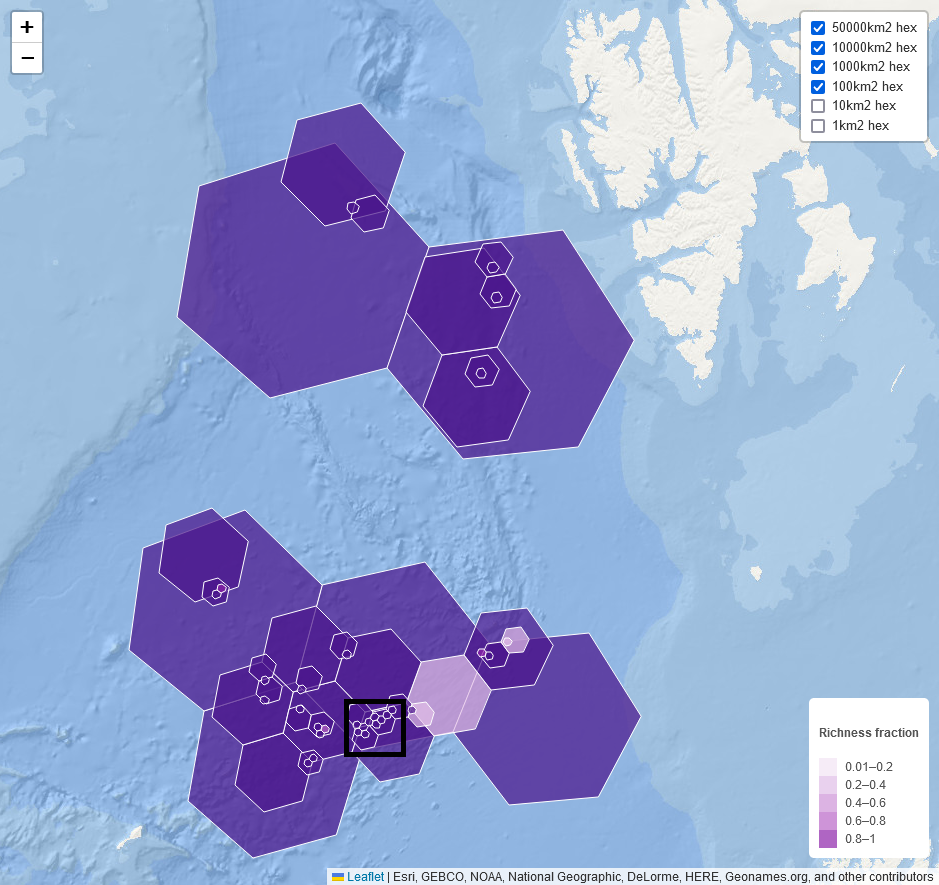 +
50000km2 hex
10000km2 hex
−
1000km2 hex
100km2 hex
10km2 hex
1km2 hex
Richness fraction
0.01–0.2
0.2–0.4
0.4–0.6
0.6–0.8
0.8–1
Leaflet | Esri, GEBCO, NOAA, National Geographic, DeLorme, HERE, Geonames.org, and other contributors